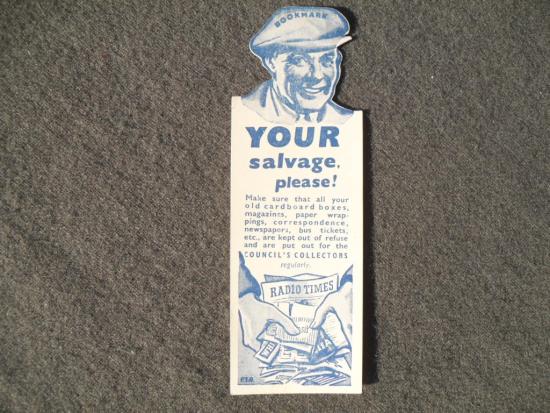 BOOKMARK
YOUR
salvage,
please!
Make sure that all your
old cardboard boxes,
magazines, paper wrap-
pings, correspondence,
newspapers, bus tickets,
etc., are kept out of refuse
and are put out for the
COUNCIL'S COLLECTORS
regularly.
RADIO TIMES
P.T.O.